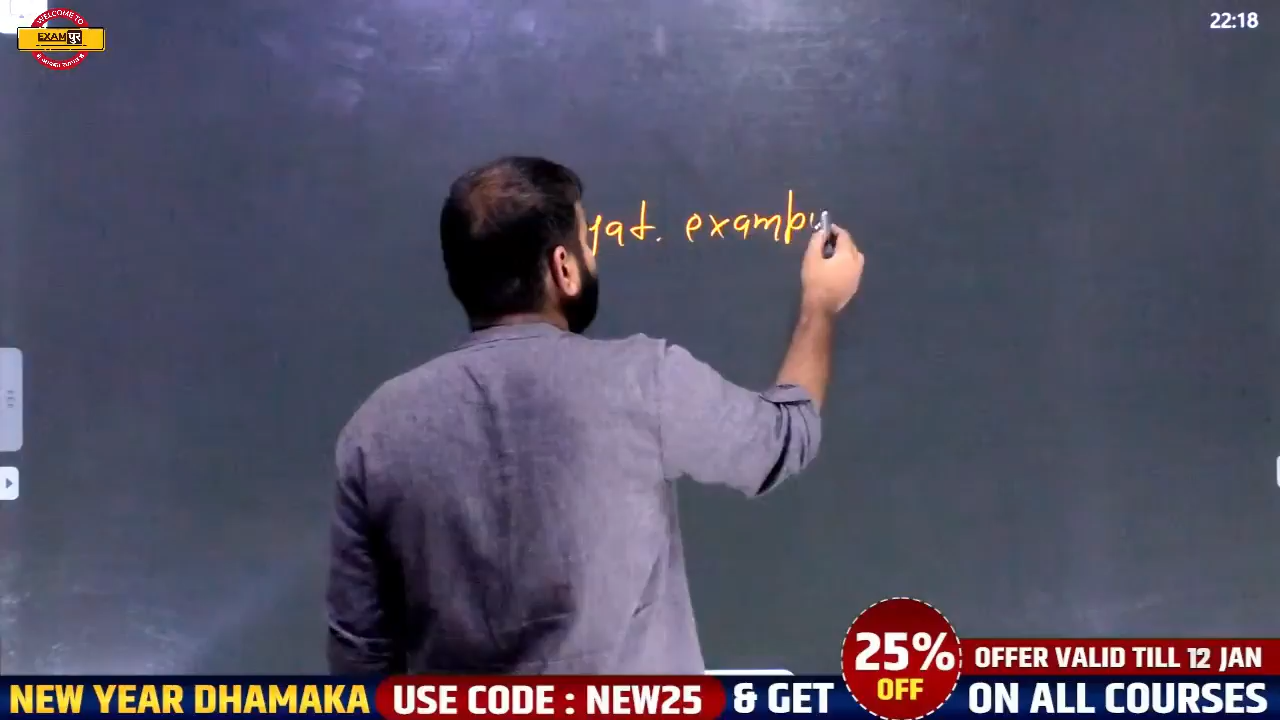 WELCOME TO
EXAMपुर
22:18
yat. examp
25%
OFF
OFFER VALID TILL 12 JAN
NEW YEAR DHAMAKA USE CODE : NEW25 & GET ON ALL COURSES